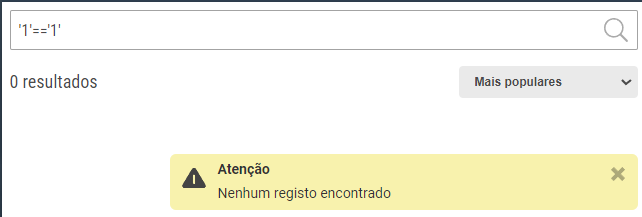 '1'=='1'
0 resultados
Mais populares
Atenção
Nenhum registo encontrado